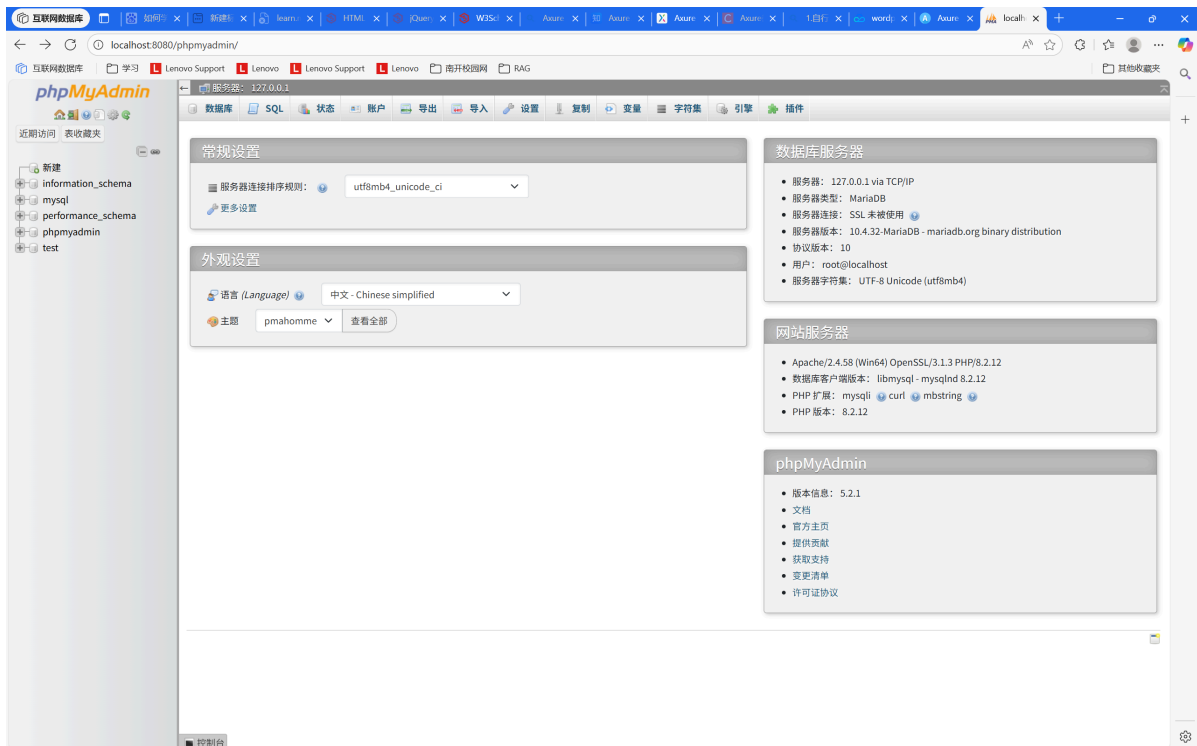 互联网数据库
如何
新建
learn.
HTML
jQuery
W3Scl
Axure
知 Axure
Axure
C Axure
1.自行
wordp
Axure
localh
localhost:8080/phpmyadmin/
互联网数据库
学习
Lenovo Support
Lenovo
Lenovo Support
Lenovo
南开校园网
RAG
其他收藏夹
phpMyAdmin
近期访问 表收藏夹
新建
information_schema
mysql
performance_schema
phpmyadmin
test
服务器: 127.0.0.1
数据库 SQL 状态 账户 导出 导入 设置 复制 变量 字符集 引擎 插件
常规设置
服务器连接排序规则: utf8mb4_unicode_ci
更多设置
外观设置
语言 (Language) 中文 - Chinese simplified
主题 pmahomme 查看全部
数据库服务器
服务器: 127.0.0.1 via TCP/IP
服务器类型: MariaDB
服务器连接: SSL 未被使用
服务器版本: 10.4.32-MariaDB - mariadb.org binary distribution
协议版本: 10
用户: root@localhost
服务器字符集: UTF-8 Unicode (utf8mb4)
网站服务器
Apache/2.4.58 (Win64) OpenSSL/3.1.3 PHP/8.2.12
数据库客户端版本: libmysql - mysqlnd 8.2.12
PHP 扩展: mysqli curl mbstring
PHP 版本: 8.2.12
phpMyAdmin
版本信息: 5.2.1
文档
官方主页
提供贡献
获取支持
变更清单
许可证协议
控制台